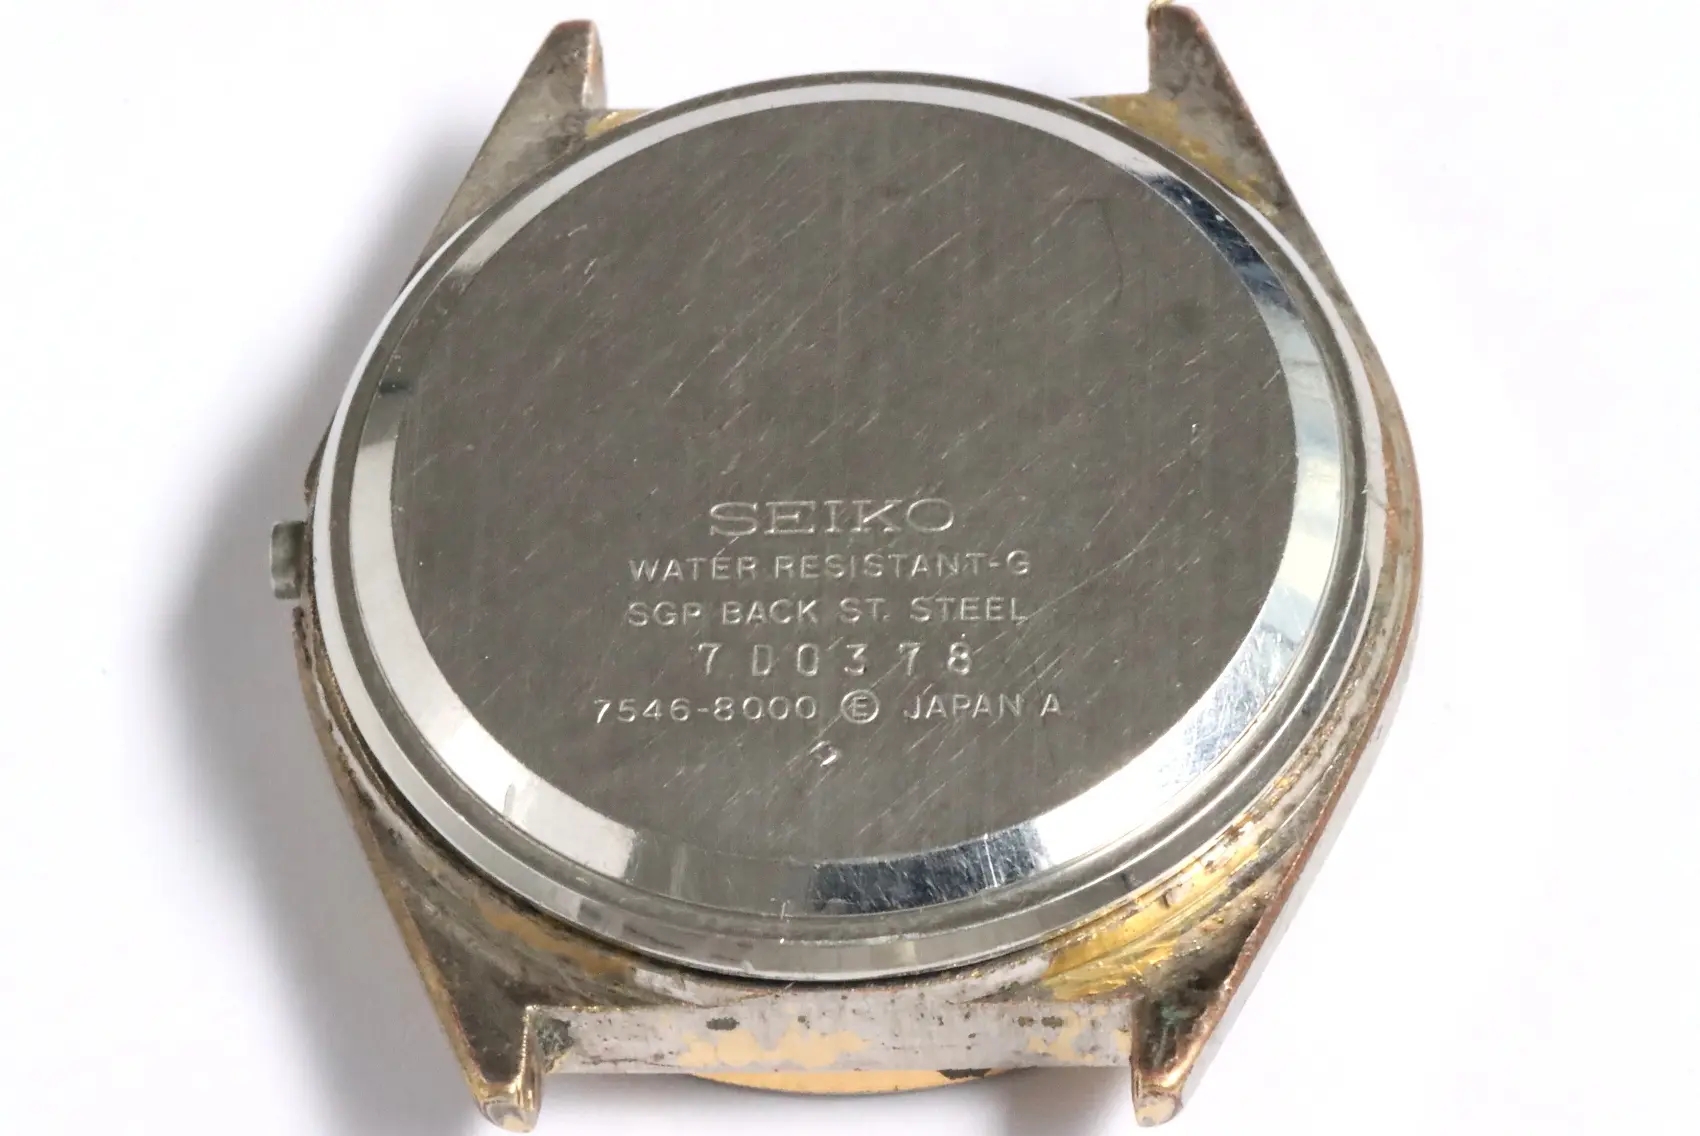 SEIKO
WATER RESISTANT-G
SGP BACK ST. STEEL
7D0378
7546-8000 Ⓔ JAPAN A